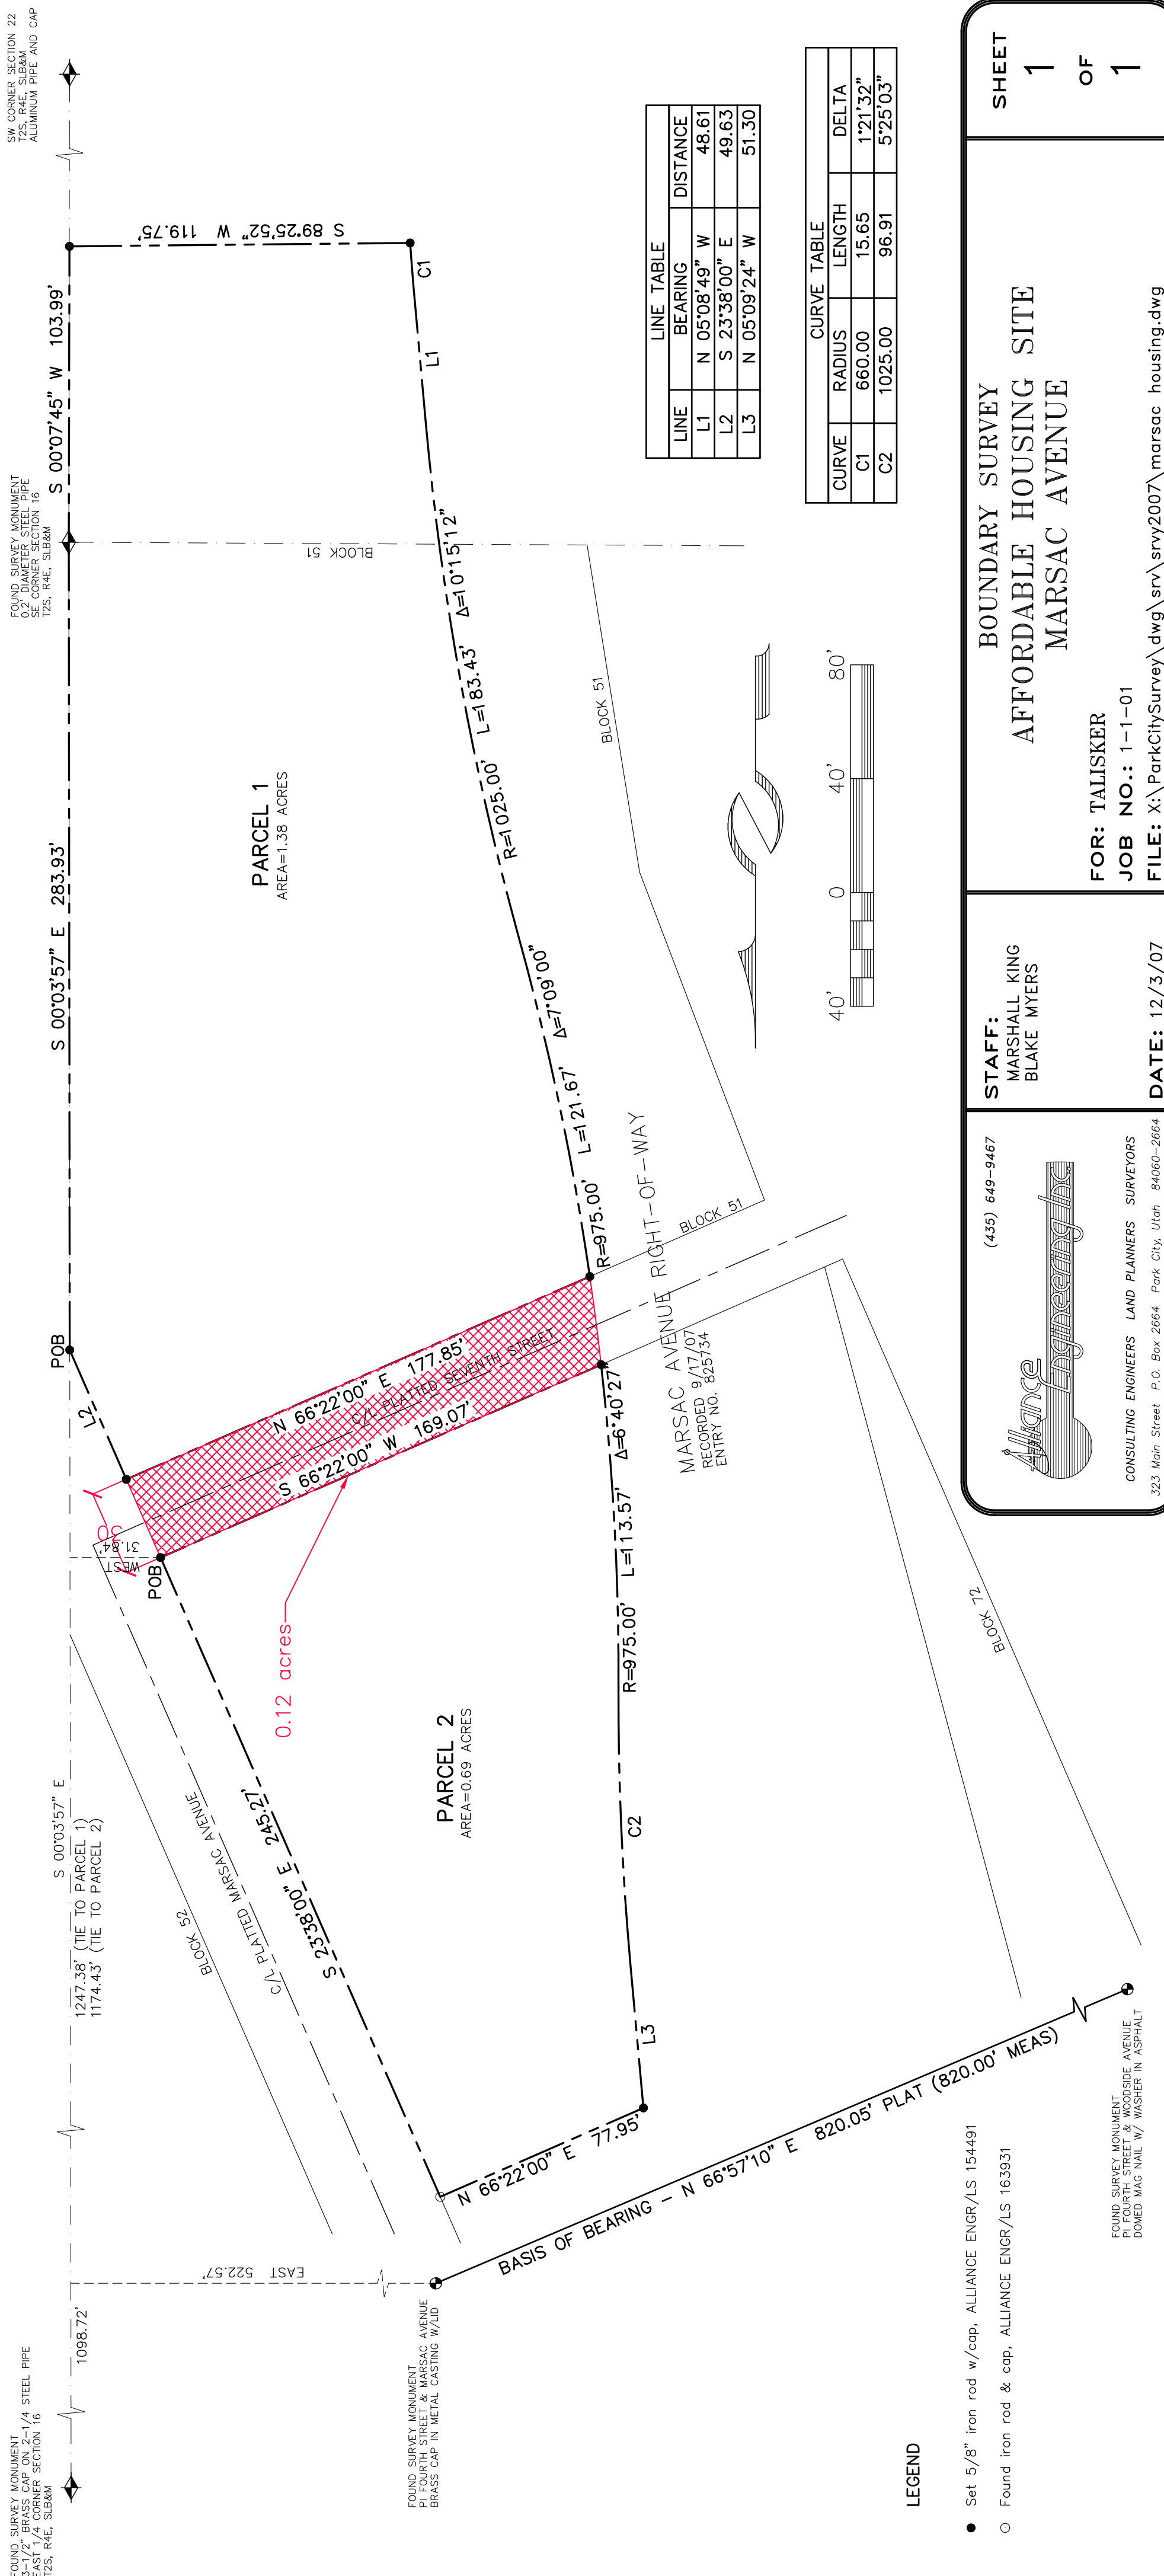 SW CORNER SECTION 22
T2S, R4E, SLB&M
ALUMINUM PIPE AND CAP
S 89°25'52" W 119.75'
S 00°07'45" W 103.99'
C1
L1
FOUND SURVEY MONUMENT
0.2' DIAMETER STEEL PIPE
SE CORNER SECTION 16
T2S, R4E, SLB&M
BLOCK 51
S 00°03'57" E 283.93'
PARCEL 1
AREA=1.38 ACRES
R=1025.00' L=183.43' Δ=10°15'12"
BLOCK 51
R=975.00' L=121.67' Δ=7°09'00"
POB
L2
N 66°22'00" E 177.85'
C/L PLATTED SEVENTH STREET
S 66°22'00" W 169.07'
BLOCK 51
MARSAC AVENUE RIGHT-OF-WAY
RECORDED 9/17/07
ENTRY NO. 825734
30
WEST 31.84'
POB
0.12 acres
R=975.00' L=113.57' Δ=6°40'27"
PARCEL 2
AREA=0.69 ACRES
C2
L3
S 23°38'00" E 245.27'
C/L PLATTED MARSAC AVENUE
BLOCK 52
BLOCK 72
S 00°03'57" E
1247.38' (TIE TO PARCEL 1)
1174.43' (TIE TO PARCEL 2)
N 66°22'00" E 77.95'
BASIS OF BEARING - N 66°57'10" E 820.05' PLAT (820.00' MEAS)
EAST 522.57'
1098.72'
FOUND SURVEY MONUMENT
3-1/2" BRASS CAP ON 2-1/4 STEEL PIPE
EAST 1/4 CORNER SECTION 16
T2S, R4E, SLB&M
FOUND SURVEY MONUMENT
PI FOURTH STREET & MARSAC AVENUE
BRASS CAP IN METAL CASTING W/LID
FOUND SURVEY MONUMENT
PI FOURTH STREET & WOODSIDE AVENUE
DOMED MAG NAIL W/ WASHER IN ASPHALT
LEGEND
Set 5/8" iron rod w/cap, ALLIANCE ENGR/LS 154491
Found iron rod & cap, ALLIANCE ENGR/LS 163931
LINE TABLE
LINE BEARING DISTANCE
L1 N 05°08'49" W 48.61
L2 S 23°38'00" E 49.63
L3 N 05°09'24" W 51.30
CURVE TABLE
CURVE RADIUS LENGTH DELTA
C1 660.00 15.65 1°21'32"
C2 1025.00 96.91 5°25'03"
40' 0 40' 80'
(435) 649-9467
Alliance
Engineering Inc.
CONSULTING ENGINEERS LAND PLANNERS SURVEYORS
323 Main Street P.O. Box 2664 Park City, Utah 84060-2664
STAFF:
MARSHALL KING
BLAKE MYERS
DATE: 12/3/07
BOUNDARY SURVEY
AFFORDABLE HOUSING SITE
MARSAC AVENUE
FOR: TALISKER
JOB NO.: 1-1-01
FILE: X:\ParkCitySurvey\dwg\srv\srvy2007\marsac housing.dwg
SHEET
1
OF
1